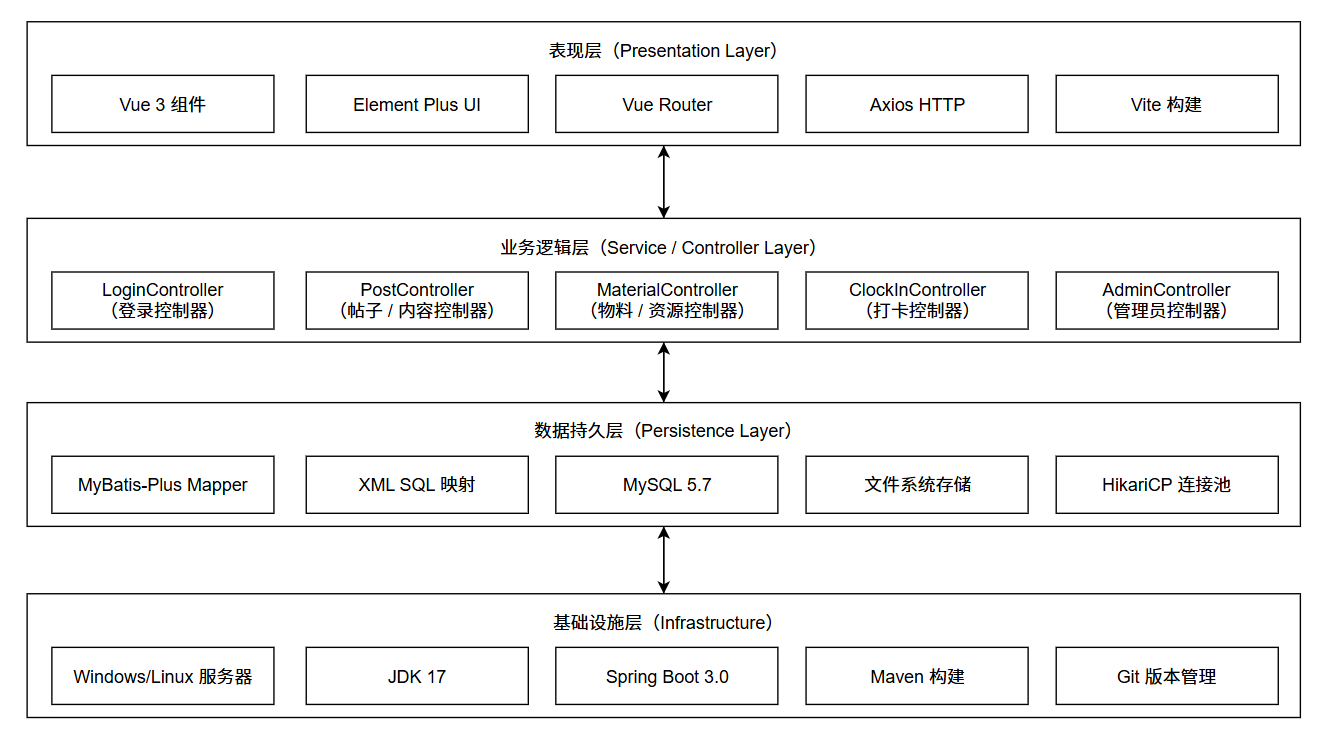 表现层（Presentation Layer）
Vue 3 组件
Element Plus UI
Vue Router
Axios HTTP
Vite 构建
业务逻辑层（Service / Controller Layer）
LoginController
（登录控制器）
PostController
（帖子 / 内容控制器）
MaterialController
（物料 / 资源控制器）
ClockInController
（打卡控制器）
AdminController
（管理员控制器）
数据持久层（Persistence Layer）
MyBatis-Plus Mapper
XML SQL 映射
MySQL 5.7
文件系统存储
HikariCP 连接池
基础设施层（Infrastructure）
Windows/Linux 服务器
JDK 17
Spring Boot 3.0
Maven 构建
Git 版本管理